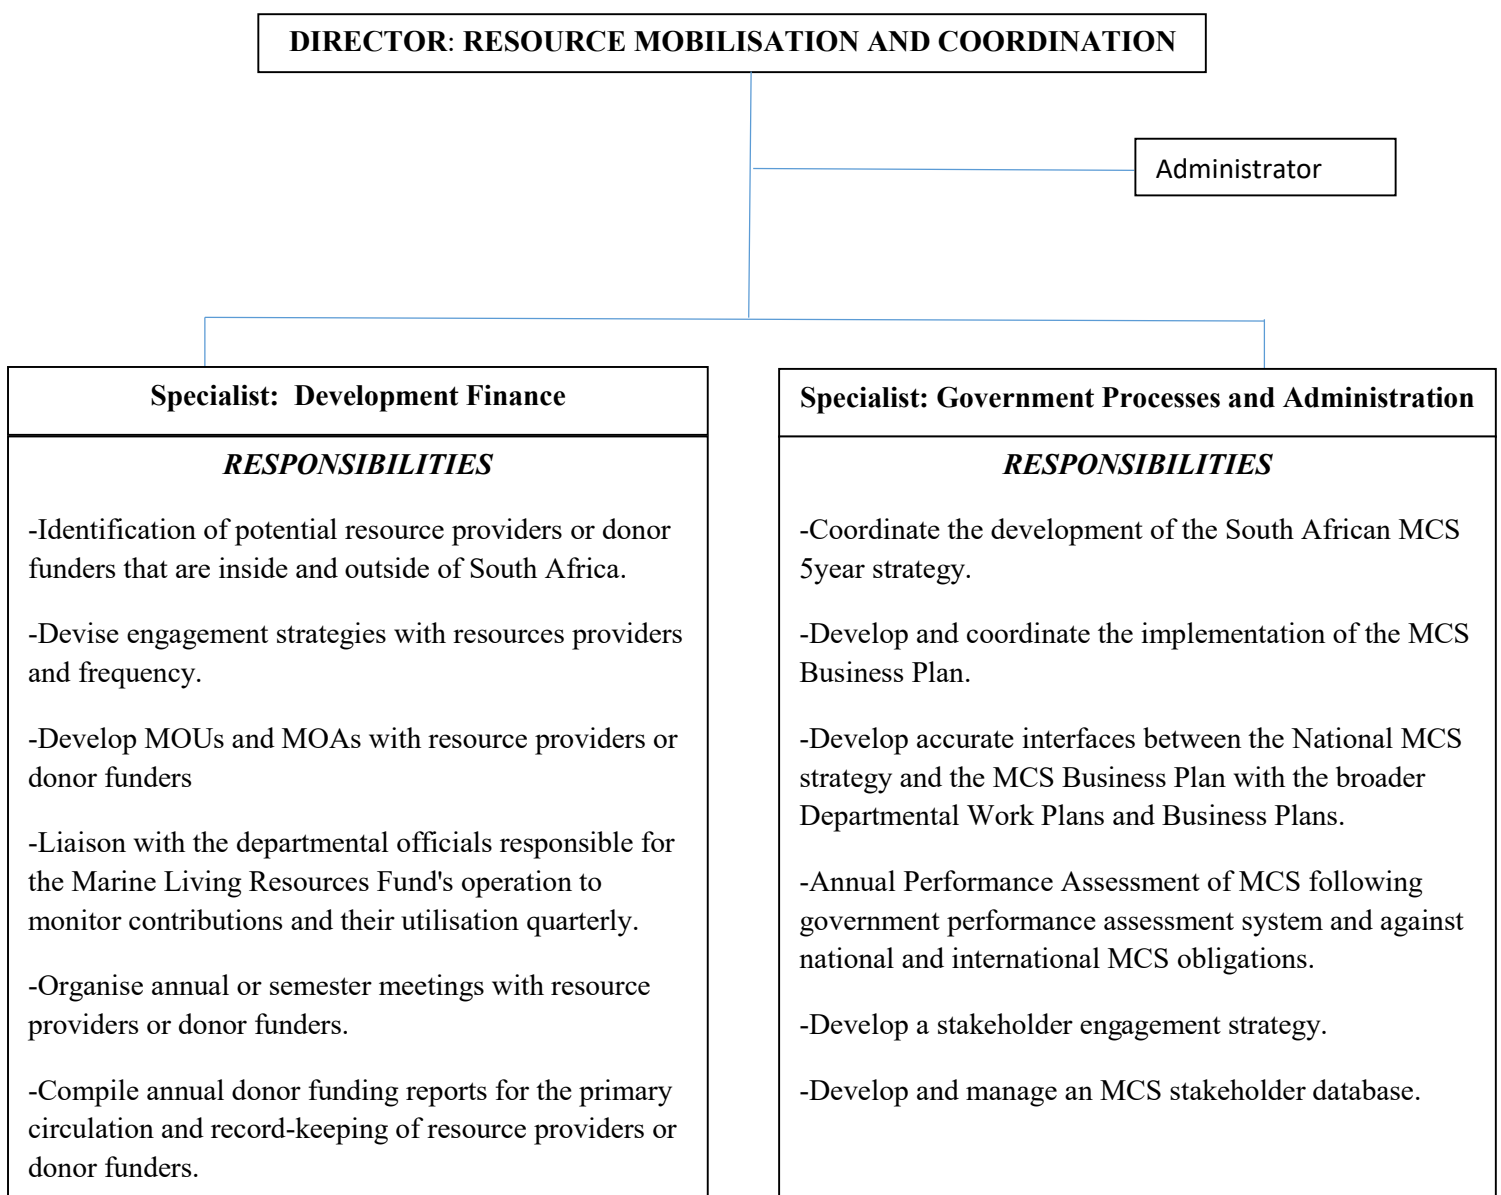 DIRECTOR: RESOURCE MOBILISATION AND COORDINATION
Administrator
Specialist:  Development Finance
RESPONSIBILITIES
-Identification of potential resource providers or donor
funders that are inside and outside of South Africa.
-Devise engagement strategies with resources providers
and frequency.
-Develop MOUs and MOAs with resource providers or
donor funders
-Liaison with the departmental officials responsible for
the Marine Living Resources Fund's operation to
monitor contributions and their utilisation quarterly.
-Organise annual or semester meetings with resource
providers or donor funders.
-Compile annual donor funding reports for the primary
circulation and record-keeping of resource providers or
donor funders.
Specialist: Government Processes and Administration
RESPONSIBILITIES
-Coordinate the development of the South African MCS
5year strategy.
-Develop and coordinate the implementation of the MCS
Business Plan.
-Develop accurate interfaces between the National MCS
strategy and the MCS Business Plan with the broader
Departmental Work Plans and Business Plans.
-Annual Performance Assessment of MCS following
government performance assessment system and against
national and international MCS obligations.
-Develop a stakeholder engagement strategy.
-Develop and manage an MCS stakeholder database.